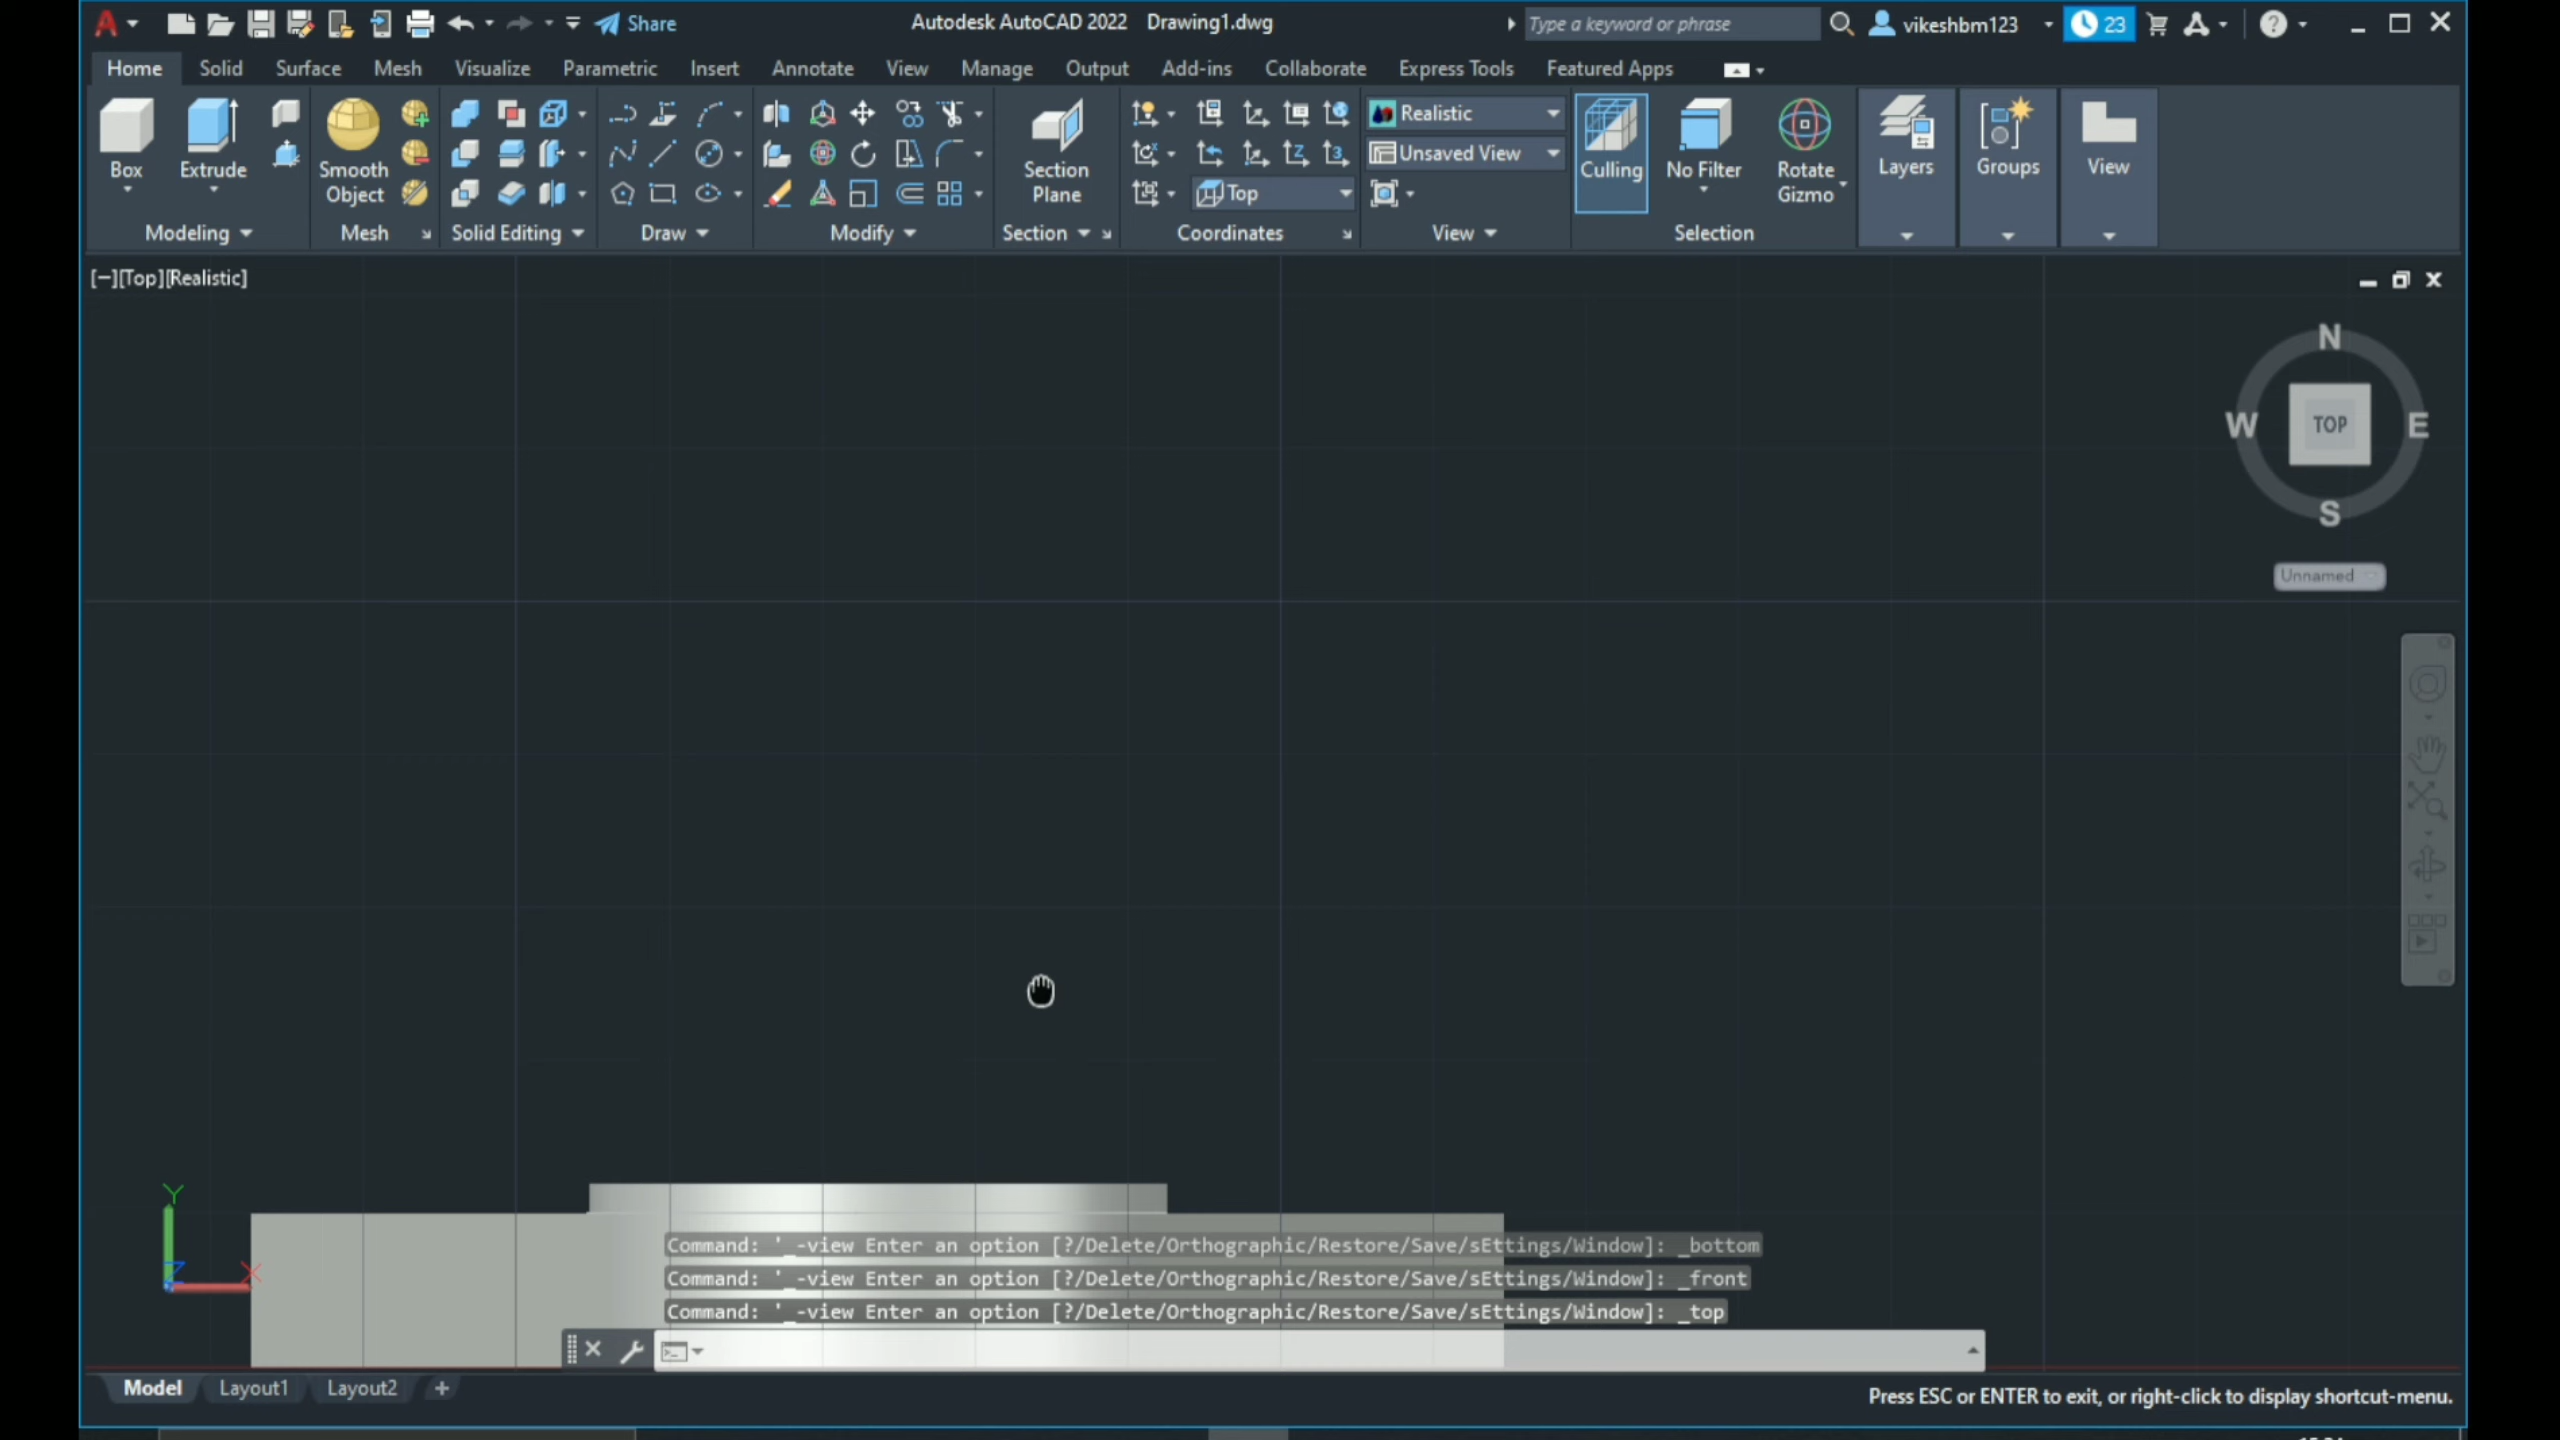 Share Autodesk AutoCAD 2022 Drawing1.dwg Type a keyword or phrase vikeshbm123 23
Home Solid Surface Mesh Visualize Parametric Insert Annotate View Manage Output Add-ins Collaborate Express Tools Featured Apps
Realistic
Unsaved View
Top
Box Extrude Smooth Object Section Plane Culling No Filter Rotate Gizmo Layers Groups View
Modeling Mesh Solid Editing Draw Modify Section Coordinates View Selection
[−][Top][Realistic]
N
W TOP E
S
Unnamed
Y
Z X
Command: '_-view Enter an option [?/Delete/Orthographic/Restore/Save/sEttings/Window]: _bottom
Command: '_-view Enter an option [?/Delete/Orthographic/Restore/Save/sEttings/Window]: _front
Command: '_-view Enter an option [?/Delete/Orthographic/Restore/Save/sEttings/Window]: _top
Model Layout1 Layout2 +
Press ESC or ENTER to exit, or right-click to display shortcut-menu.